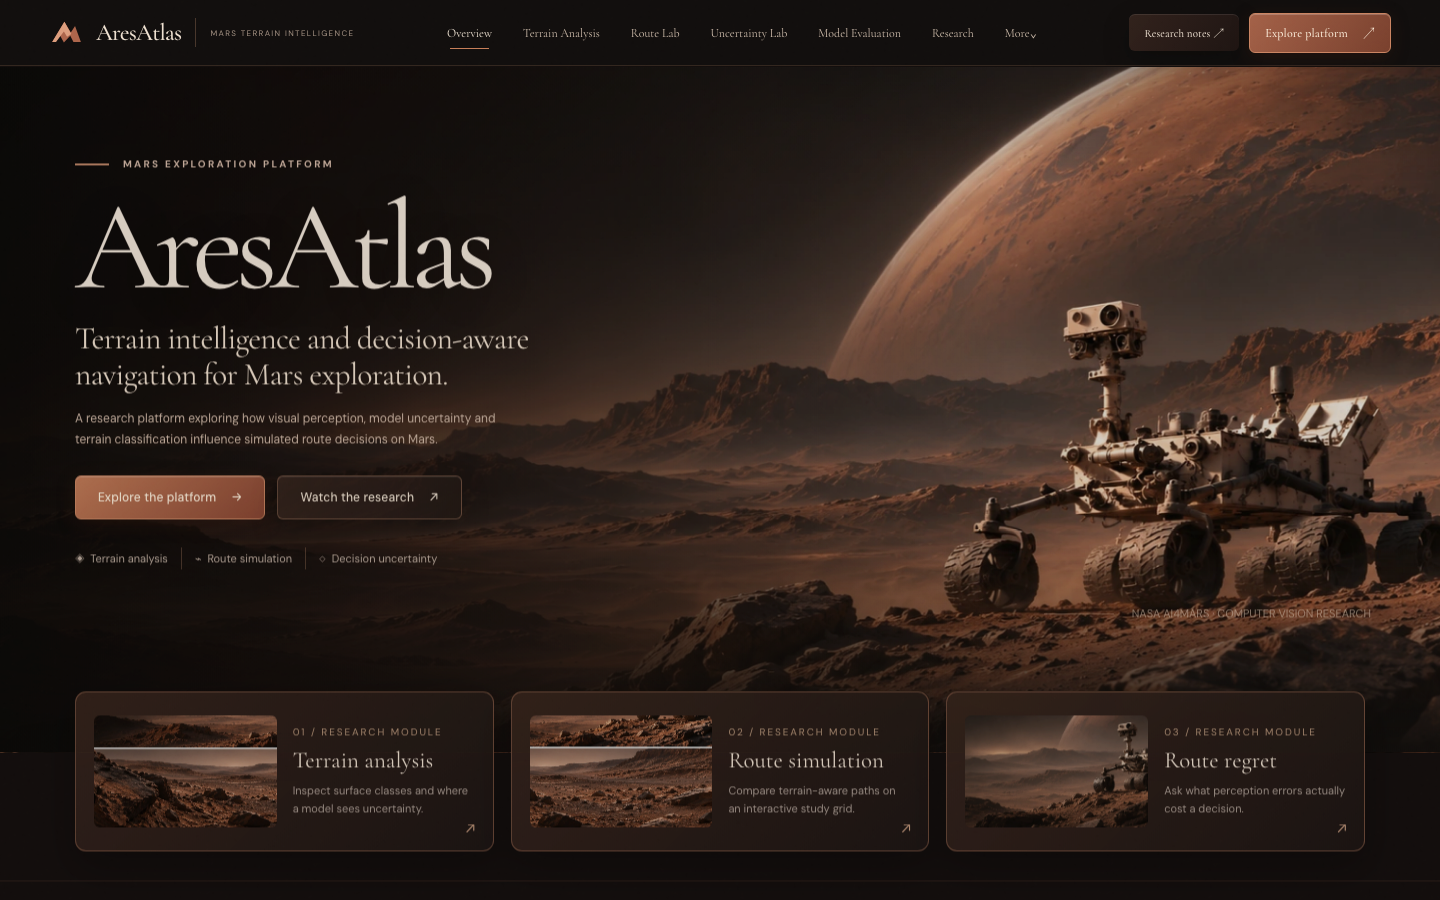 AresAtlas
MARS TERRAIN INTELLIGENCE
Overview
Terrain Analysis
Route Lab
Uncertainty Lab
Model Evaluation
Research
More
Research notes
Explore platform
MARS EXPLORATION PLATFORM
AresAtlas
Terrain intelligence and decision-aware
navigation for Mars exploration.
A research platform exploring how visual perception, model uncertainty and
terrain classification influence simulated route decisions on Mars.
Explore the platform →
Watch the research ↗
Terrain analysis
Route simulation
Decision uncertainty
NASA AI4MARS · COMPUTER VISION RESEARCH
01 / RESEARCH MODULE
Terrain analysis
Inspect surface classes and where
a model sees uncertainty.
↗
02 / RESEARCH MODULE
Route simulation
Compare terrain-aware paths on
an interactive study grid.
↗
03 / RESEARCH MODULE
Route regret
Ask what perception errors actually
cost a decision.
↗